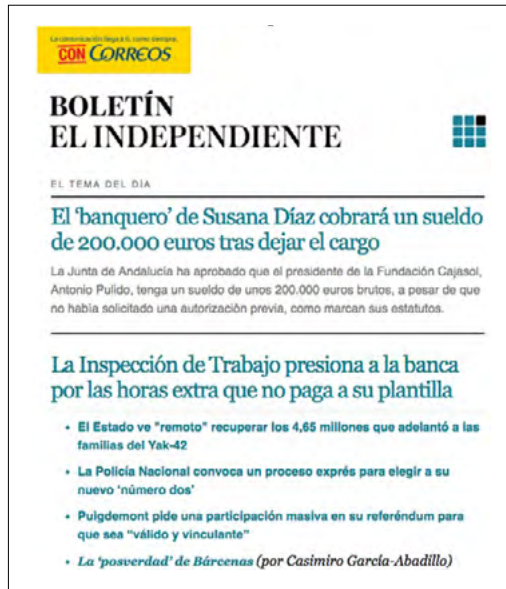 La comunicación llegará a ti, como siempre,
CON CORREOS
BOLETÍN
EL INDEPENDIENTE
EL TEMA DEL DÍA
El ‘banquero’ de Susana Díaz cobrará un sueldo
de 200.000 euros tras dejar el cargo
La Junta de Andalucía ha aprobado que el presidente de la Fundación Cajasol,
Antonio Pulido, tenga un sueldo de unos 200.000 euros brutos, a pesar de que
no había solicitado una autorización previa, como marcan sus estatutos.
La Inspección de Trabajo presiona a la banca
por las horas extra que no paga a su plantilla
• El Estado ve "remoto" recuperar los 4,65 millones que adelantó a las
familias del Yak-42
• La Policía Nacional convoca un proceso exprés para elegir a su
nuevo ‘número dos’
• Puigdemont pide una participación masiva en su referéndum para
que sea “válido y vinculante”
• La ‘posverdad’ de Bárcenas (por Casimiro García-Abadillo)